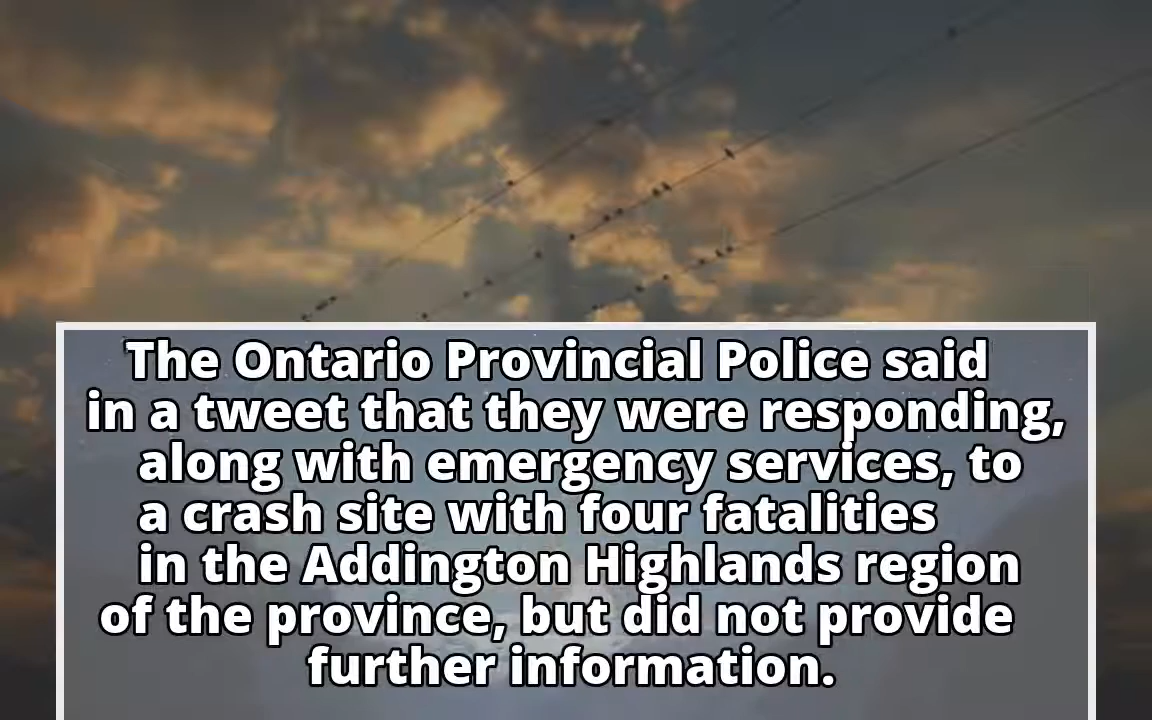 The Ontario Provincial Police said
in a tweet that they were responding,
along with emergency services, to
a crash site with four fatalities
in the Addington Highlands region
of the province, but did not provide
further information.